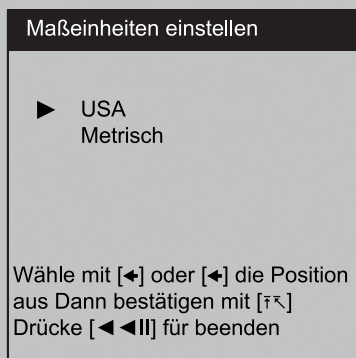 Maßeinheiten einstellen
▶ USA
Metrisch
Wähle mit [🡸] oder [🡸] die Position
aus Dann bestätigen mit [⤒↖]
Drücke [◀◀II] für beenden